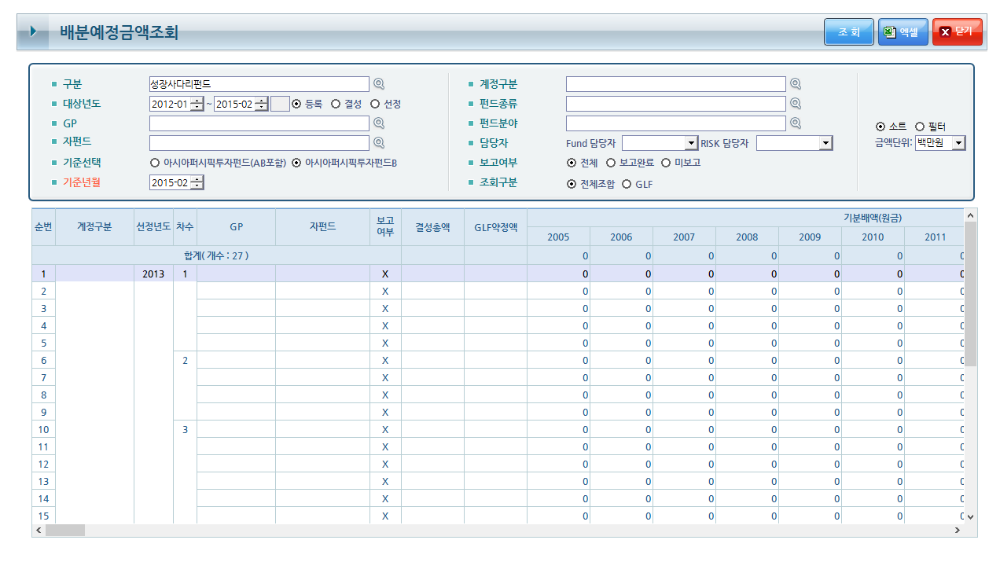 배분예정금액조회 조 회 엑셀 닫기
구분 성장사다리펀드 계정구분
대상년도 2012-01 ~ 2015-02 등록 결성 선정 펀드종류
GP 펀드분야 소트 필터
자펀드 담당자 Fund 담당자 RISK 담당자 금액단위: 백만원
기준선택 아시아퍼시픽투자펀드(AB포함) 아시아퍼시픽투자펀드B 보고여부 전체 보고완료 미보고
기준년월 2015-02 조회구분 전체조합 GLF
순번 계정구분 선정년도 차수 GP 자펀드 보고여부 결성총액 GLF약정액 기분배액(원금)
2005 2006 2007 2008 2009 2010 2011
합계( 개수 : 27 ) 0 0 0 0 0 0 0
1 2013 1 X 0 0 0 0 0 0 0
2 X 0 0 0 0 0 0 0
3 X 0 0 0 0 0 0 0
4 X 0 0 0 0 0 0 0
5 X 0 0 0 0 0 0 0
6 2 X 0 0 0 0 0 0 0
7 X 0 0 0 0 0 0 0
8 X 0 0 0 0 0 0 0
9 X 0 0 0 0 0 0 0
10 3 X 0 0 0 0 0 0 0
11 X 0 0 0 0 0 0 0
12 X 0 0 0 0 0 0 0
13 X 0 0 0 0 0 0 0
14 X 0 0 0 0 0 0 0
15 X 0 0 0 0 0 0 0